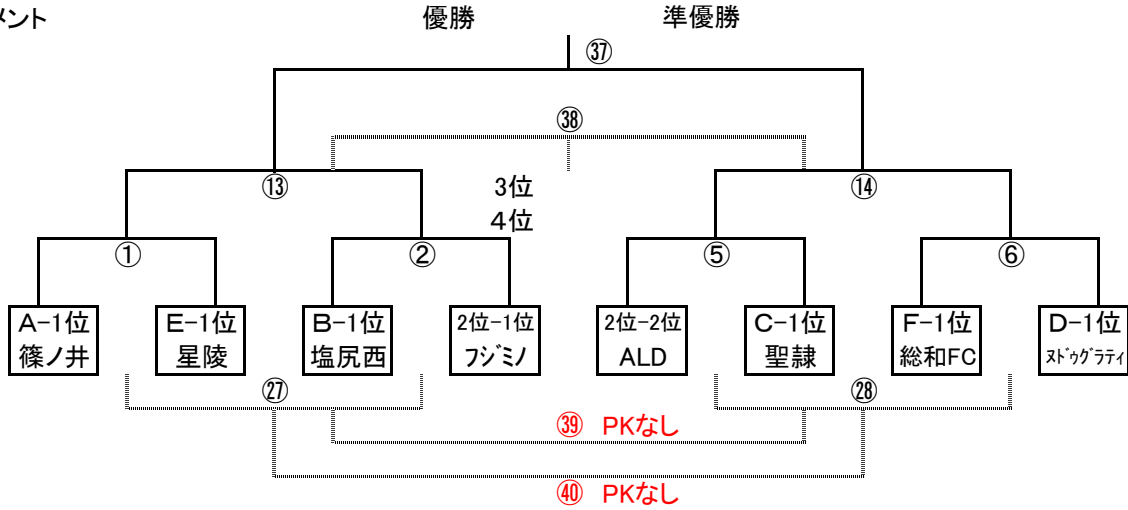 メント
優勝 準優勝
㊲
㊳
⑬ 3位 ⑭
４位
① ② ⑤ ⑥
A-1位 E-1位 B-1位 2位-1位 2位-2位 C-1位 F-1位 D-1位
篠ノ井 星陵 塩尻西 ﾌｼﾞﾐﾉ ALD 聖隷 総和FC ﾇﾄﾞｩｸﾞﾗﾃｨ
㉗ ㉘
㊴ PKなし
㊵ PKなし